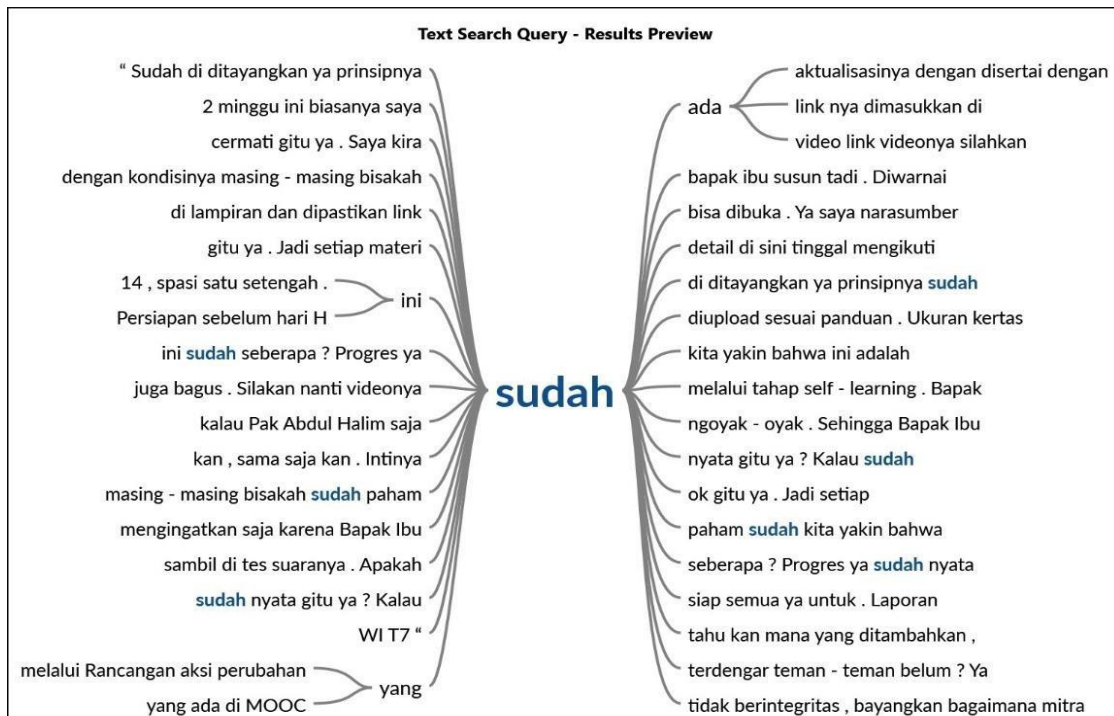 Text Search Query - Results Preview
“ Sudah di ditayangkan ya prinsipnya
2 minggu ini biasanya saya
cermati gitu ya . Saya kira
dengan kondisinya masing - masing bisakah
di lampiran dan dipastikan link
gitu ya . Jadi setiap materi
14 , spasi satu setengah .
Persiapan sebelum hari H
ini
ini sudah seberapa ? Progres ya
juga bagus . Silakan nanti videonya
kalau Pak Abdul Halim saja
kan , sama saja kan . Intinya
masing - masing bisakah sudah paham
mengingatkan saja karena Bapak Ibu
sambil di tes suaranya . Apakah
sudah nyata gitu ya ? Kalau
WI T7 “
melalui Rancangan aksi perubahan
yang ada di MOOC
yang
sudah
ada
aktualisasinya dengan disertai dengan
link nya dimasukkan di
video link videonya silahkan
bapak ibu susun tadi . Diwarnai
bisa dibuka . Ya saya narasumber
detail di sini tinggal mengikuti
di ditayangkan ya prinsipnya sudah
diupload sesuai panduan . Ukuran kertas
kita yakin bahwa ini adalah
melalui tahap self - learning . Bapak
ngoyak - oyak . Sehingga Bapak Ibu
nyata gitu ya ? Kalau sudah
ok gitu ya . Jadi setiap
paham sudah kita yakin bahwa
seberapa ? Progres ya sudah nyata
siap semua ya untuk . Laporan
tahu kan mana yang ditambahkan ,
terdengar teman - teman belum ? Ya
tidak berintegritas , bayangkan bagaimana mitra